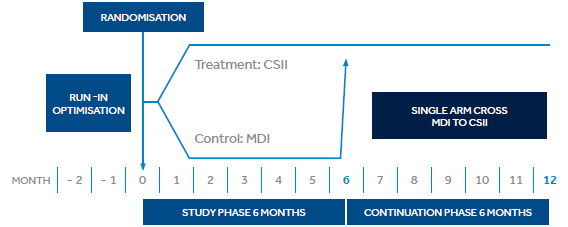 RANDOMISATION
Treatment: CSII
RUN -IN
OPTIMISATION
SINGLE ARM CROSS
MDI TO CSII
Control: MDI
MONTH - 2 - 1 0 1 2 3 4 5 6 7 8 9 10 11 12
STUDY PHASE 6 MONTHS CONTINUATION PHASE 6 MONTHS